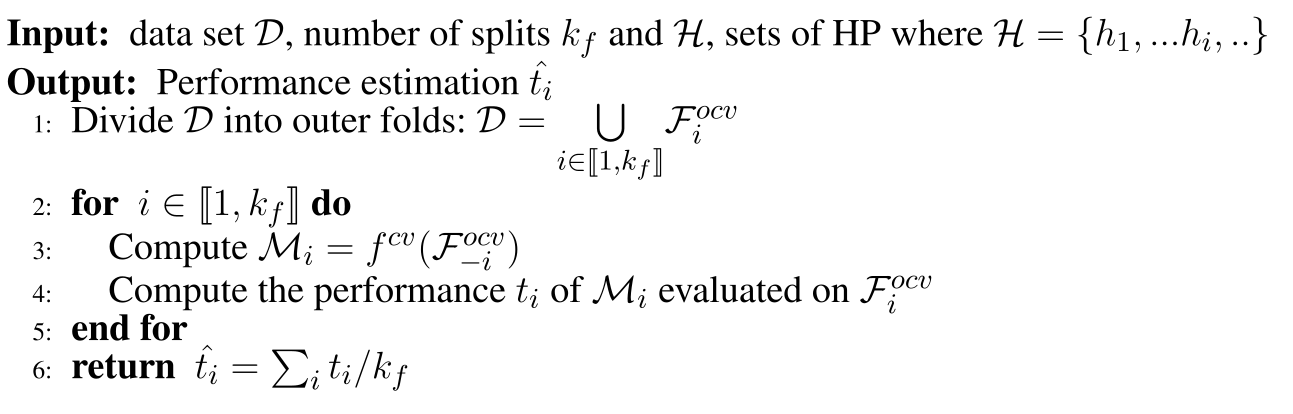 Input: data set $\mathcal{D}$, number of splits $k_f$ and $\mathcal{H}$, sets of HP where $\mathcal{H} = \{h_1, ...h_i, ..\}$
Output: Performance estimation $\hat{t_i}$
1: Divide $\mathcal{D}$ into outer folds: $\mathcal{D} = \bigcup_{i \in [\![1,k_f]\!]} \mathcal{F}_i^{ocv}$
2: for $i \in [\![1, k_f]\!]$ do
3: Compute $\mathcal{M}_i = f^{cv}(\mathcal{F}_{-i}^{ocv})$
4: Compute the performance $t_i$ of $\mathcal{M}_i$ evaluated on $\mathcal{F}_i^{ocv}$
5: end for
6: return $\hat{t_i} = \sum_i t_i / k_f$